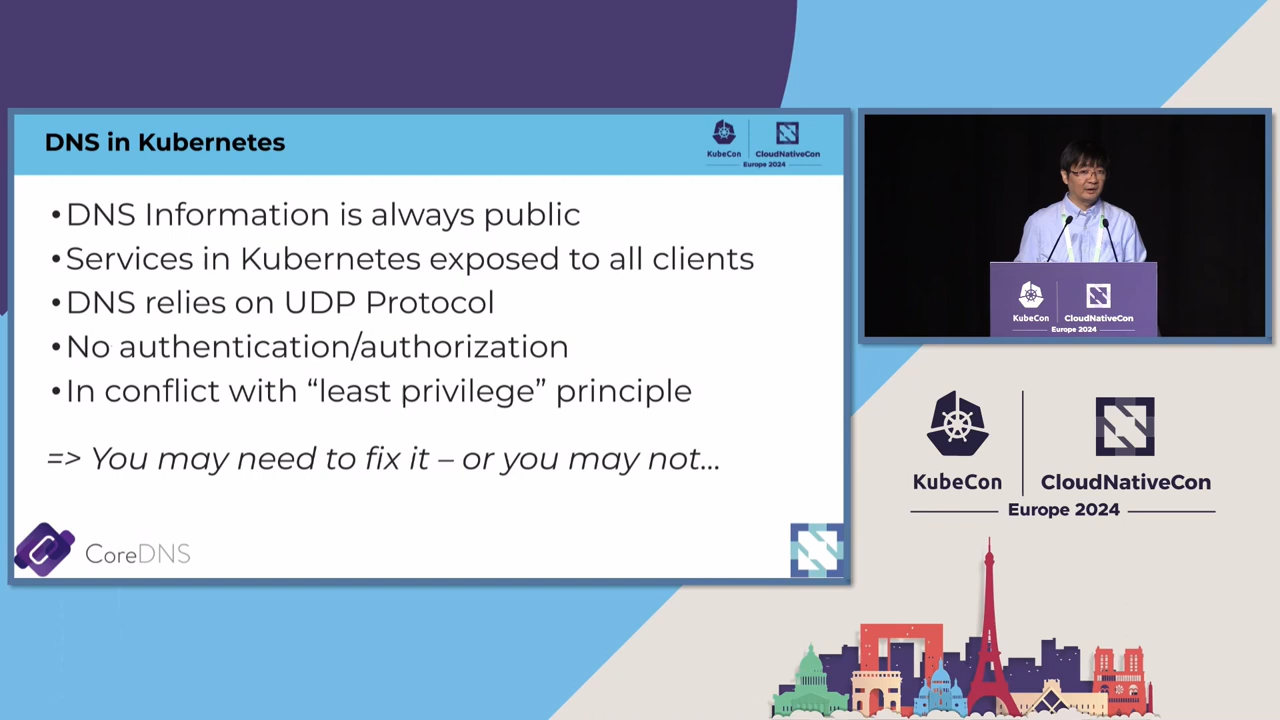 DNS in Kubernetes
KubeCon
CloudNativeCon
Europe 2024
•DNS Information is always public
•Services in Kubernetes exposed to all clients
•DNS relies on UDP Protocol
•No authentication/authorization
•In conflict with “least privilege” principle
=> You may need to fix it – or you may not...
CoreDNS
KubeCon
CloudNativeCon
Europe 2024
KubeCon
CloudNativeCon
Europe 2024